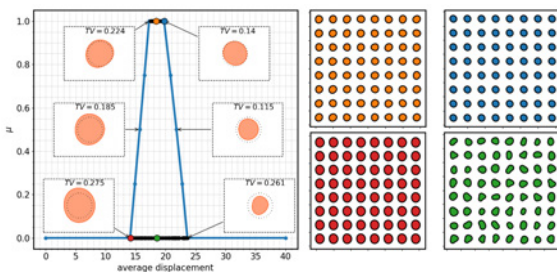 1.0
0.8
0.6
0.4
0.2
0.0
μ
TV = 0.224
TV = 0.14
TV = 0.185
TV = 0.115
TV = 0.275
TV = 0.261
0 5 10 15 20 25 30 35 40
average displacement